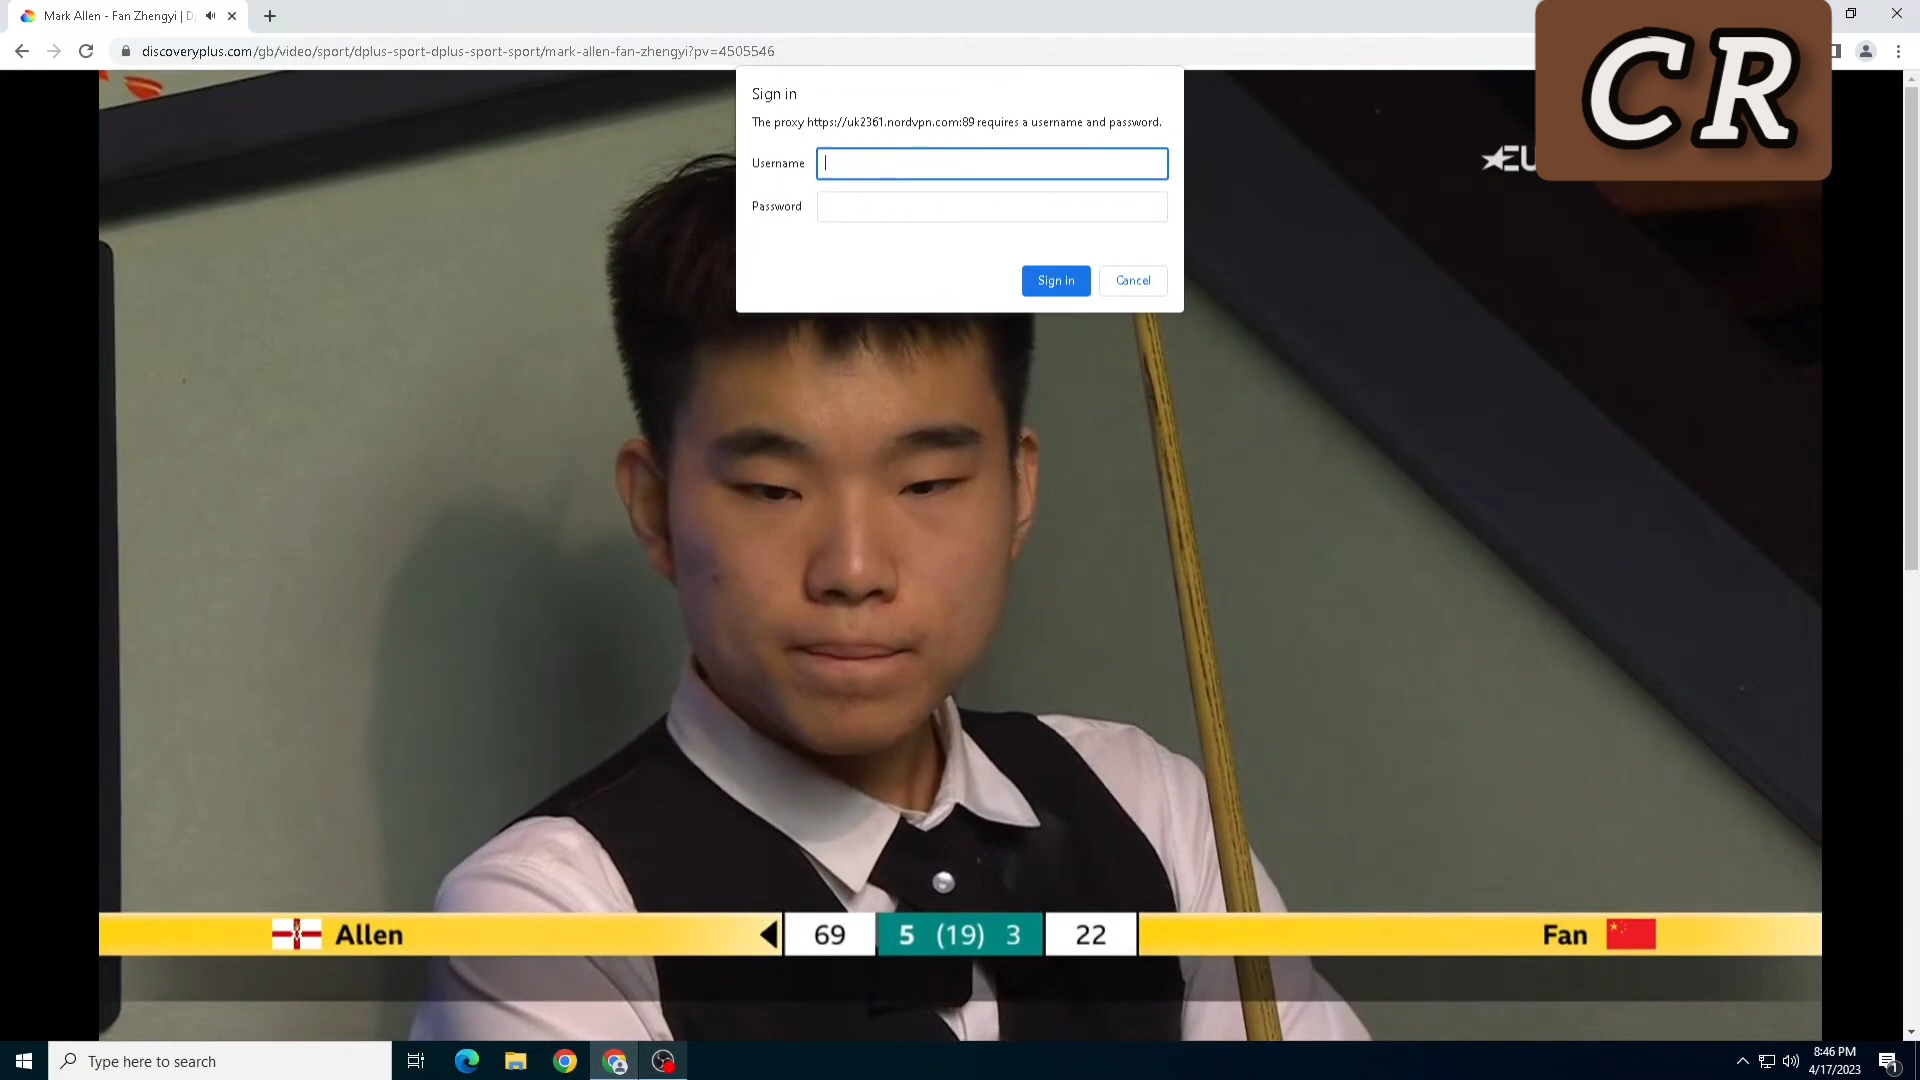 Mark Allen - Fan Zhengyi | D
discoveryplus.com/gb/video/sport/dplus-sport-dplus-sport-sport/mark-allen-fan-zhengyi?pv=4505546
CR
Sign in
The proxy https://uk2361.nordvpn.com:89 requires a username and password.
Username
Password
Sign in Cancel
EU
Allen 69 5 (19) 3 22 Fan
Type here to search
8:46 PM
4/17/2023
1